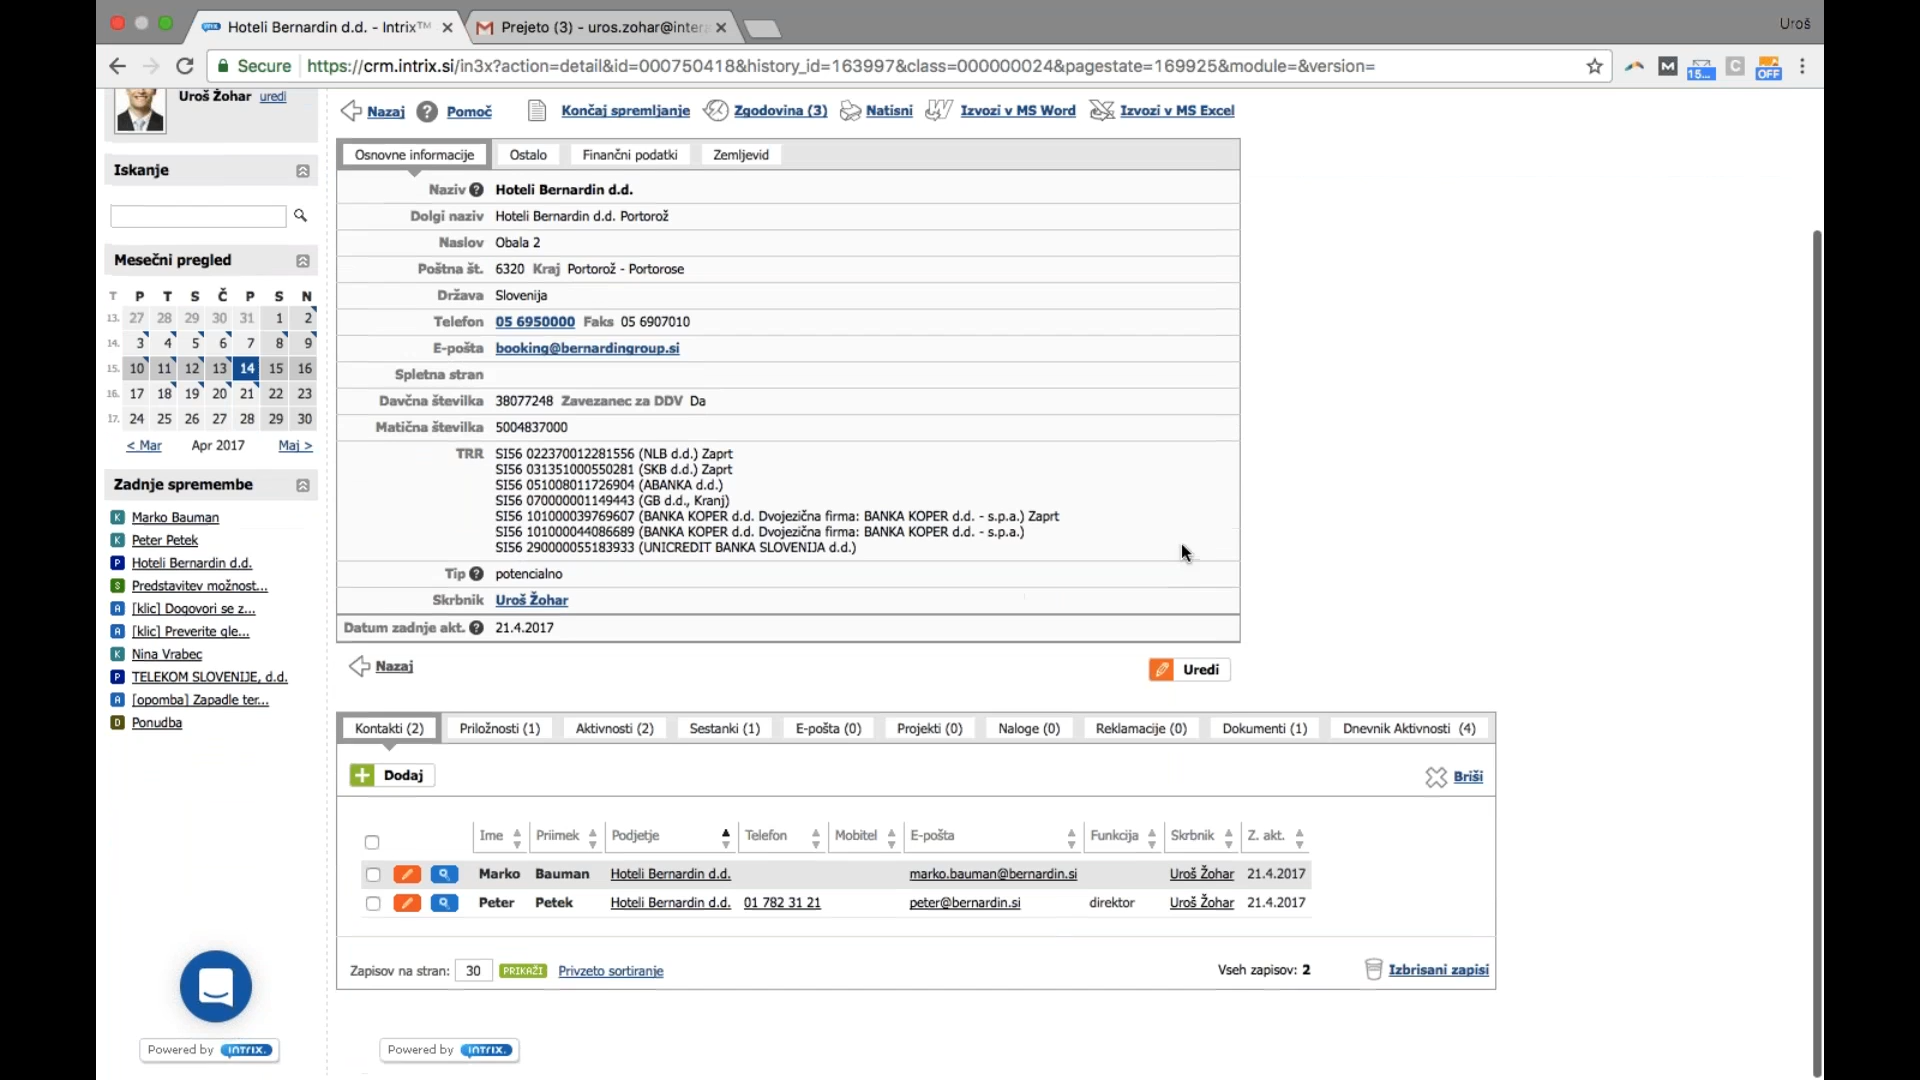 Hoteli Bernardin d.d. - Intrix™
Prejeto (3) - uros.zohar@inter
Uroš
Secure
https://crm.intrix.si/in3x?action=detail&id=000750418&history_id=163997&class=000000024&pagestate=169925&module=&version=
M
15...
C
OFF
Uroš Žohar uredi
Nazaj
Pomoč
Končaj spremljanje
Zgodovina (3)
Natisni
Izvozi v MS Word
Izvozi v MS Excel
Iskanje
Mesečni pregled
T P T S Č P S N
13. 27 28 29 30 31 1 2
14. 3 4 5 6 7 8 9
15. 10 11 12 13 14 15 16
16. 17 18 19 20 21 22 23
17. 24 25 26 27 28 29 30
< Mar Apr 2017 Maj >
Zadnje spremembe
K Marko Bauman
K Peter Petek
P Hoteli Bernardin d.d.
S Predstavitev možnost...
A [klic] Dogovori se z...
A [klic] Preverite gle...
K Nina Vrabec
P TELEKOM SLOVENIJE, d.d.
A [opomba] Zapadle ter...
D Ponudba
Osnovne informacije
Ostalo
Finančni podatki
Zemljevid
Naziv ? Hoteli Bernardin d.d.
Dolgi naziv Hoteli Bernardin d.d. Portorož
Naslov Obala 2
Poštna št. 6320 Kraj Portorož - Portorose
Država Slovenija
Telefon 05 6950000 Faks 05 6907010
E-pošta booking@bernardingroup.si
Spletna stran
Davčna številka 38077248 Zavezanec za DDV Da
Matična številka 5004837000
TRR SI56 022370012281556 (NLB d.d.) Zaprt
SI56 031351000550281 (SKB d.d.) Zaprt
SI56 051008011726904 (ABANKA d.d.)
SI56 070000001149443 (GB d.d., Kranj)
SI56 101000039769607 (BANKA KOPER d.d. Dvojezična firma: BANKA KOPER d.d. - s.p.a.) Zaprt
SI56 101000044086689 (BANKA KOPER d.d. Dvojezična firma: BANKA KOPER d.d. - s.p.a.)
SI56 290000055183933 (UNICREDIT BANKA SLOVENIJA d.d.)
Tip ? potencialno
Skrbnik Uroš Žohar
Datum zadnje akt. ? 21.4.2017
Nazaj
Uredi
Kontakti (2)
Priložnosti (1)
Aktivnosti (2)
Sestanki (1)
E-pošta (0)
Projekti (0)
Naloge (0)
Reklamacije (0)
Dokumenti (1)
Dnevnik Aktivnosti (4)
Dodaj
Briši
Ime Priimek Podjetje Telefon Mobitel E-pošta Funkcija Skrbnik Z. akt.
Marko Bauman Hoteli Bernardin d.d. marko.bauman@bernardin.si Uroš Žohar 21.4.2017
Peter Petek Hoteli Bernardin d.d. 01 782 31 21 peter@bernardin.si direktor Uroš Žohar 21.4.2017
Zapisov na stran: 30 PRIKAŽI Privzeto sortiranje
Vseh zapisov: 2
Izbrisani zapisi
Powered by INTRIX.
Powered by INTRIX.